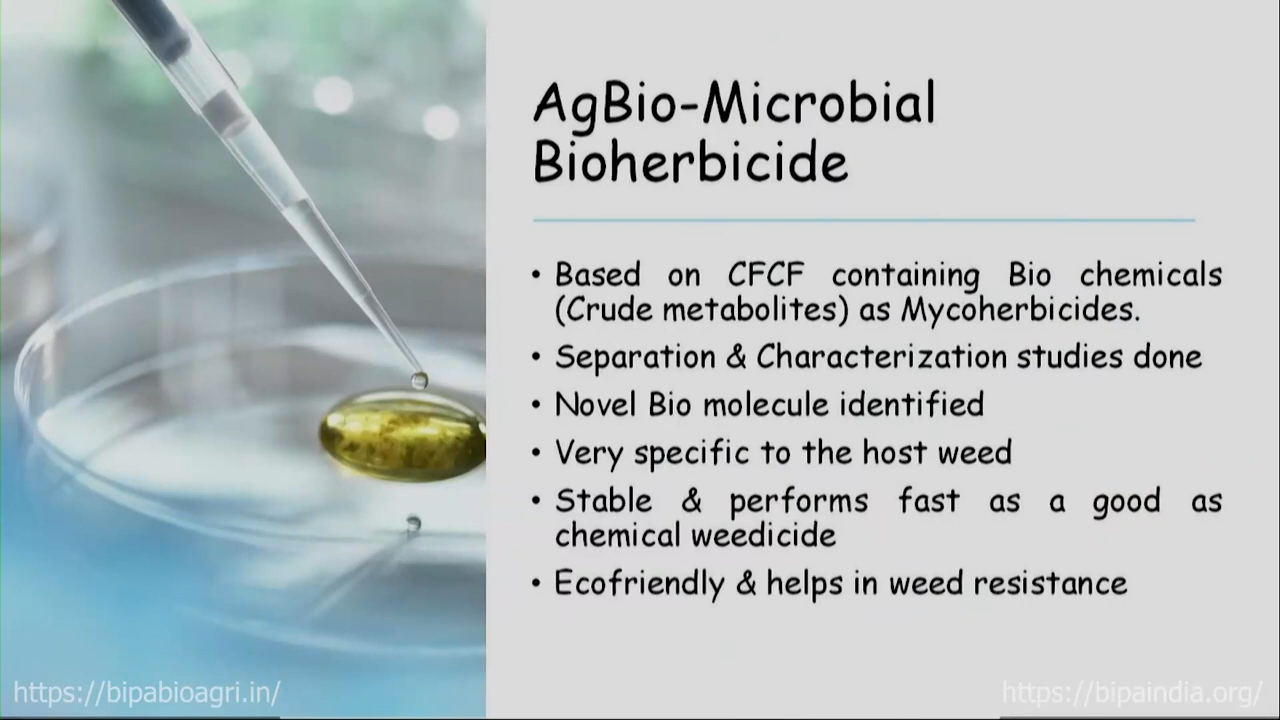 AgBio-Microbial
Bioherbicide
• Based on CFCF containing Bio chemicals
(Crude metabolites) as Mycoherbicides.
• Separation & Characterization studies done
• Novel Bio molecule identified
• Very specific to the host weed
• Stable & performs fast as a good as
chemical weedicide
• Ecofriendly & helps in weed resistance
https://bipabioagri.in/
https://bipaindia.org/